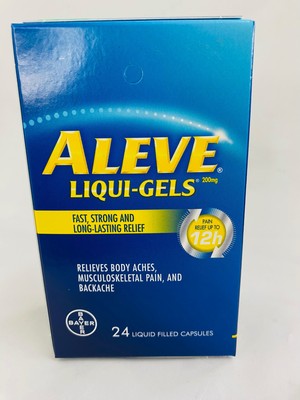 ALEVE®
LIQUI-GELS® 200mg
FAST, STRONG AND
LONG-LASTING RELIEF
PAIN
RELIEF UP TO
12h
RELIEVES BODY ACHES,
MUSCULOSKELETAL PAIN, AND
BACKACHE
BAYER
BAYER
24 LIQUID FILLED CAPSULES